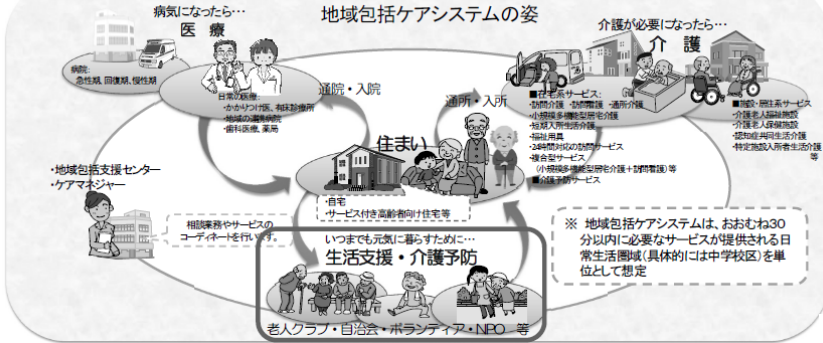 地域包括ケアシステムの姿
病気になったら…
医 療
病院:
急性期、回復期、慢性期
日常の医療:
・かかりつけ医、有床診療所
・地域の連携病院
・歯科医療、薬局
通院・入院
通所・入所
介護が必要になったら…
介 護
■在宅系サービス:
・訪問介護 ・訪問看護 ・通所介護
・小規模多機能型居宅介護
・短期入所生活介護
・福祉用具
・24時間対応の訪問サービス
・複合型サービス
(小規模多機能型居宅介護+訪問看護)等
■介護予防サービス
■施設・居住系サービス
・介護老人福祉施設
・介護老人保健施設
・認知症共同生活介護
・特定施設入所者生活介護
等
住まい
・自宅
・サービス付き高齢者向け住宅等
・地域包括支援センター
・ケアマネジャー
相談業務やサービスの
コーディネートを行います。
いつまでも元気に暮らすために…
生活支援・介護予防
老人クラブ・自治会・ボランティア・NPO 等
※ 地域包括ケアシステムは、おおむね30
分以内に必要なサービスが提供される日
常生活圏域(具体的には中学校区)を単
位として想定